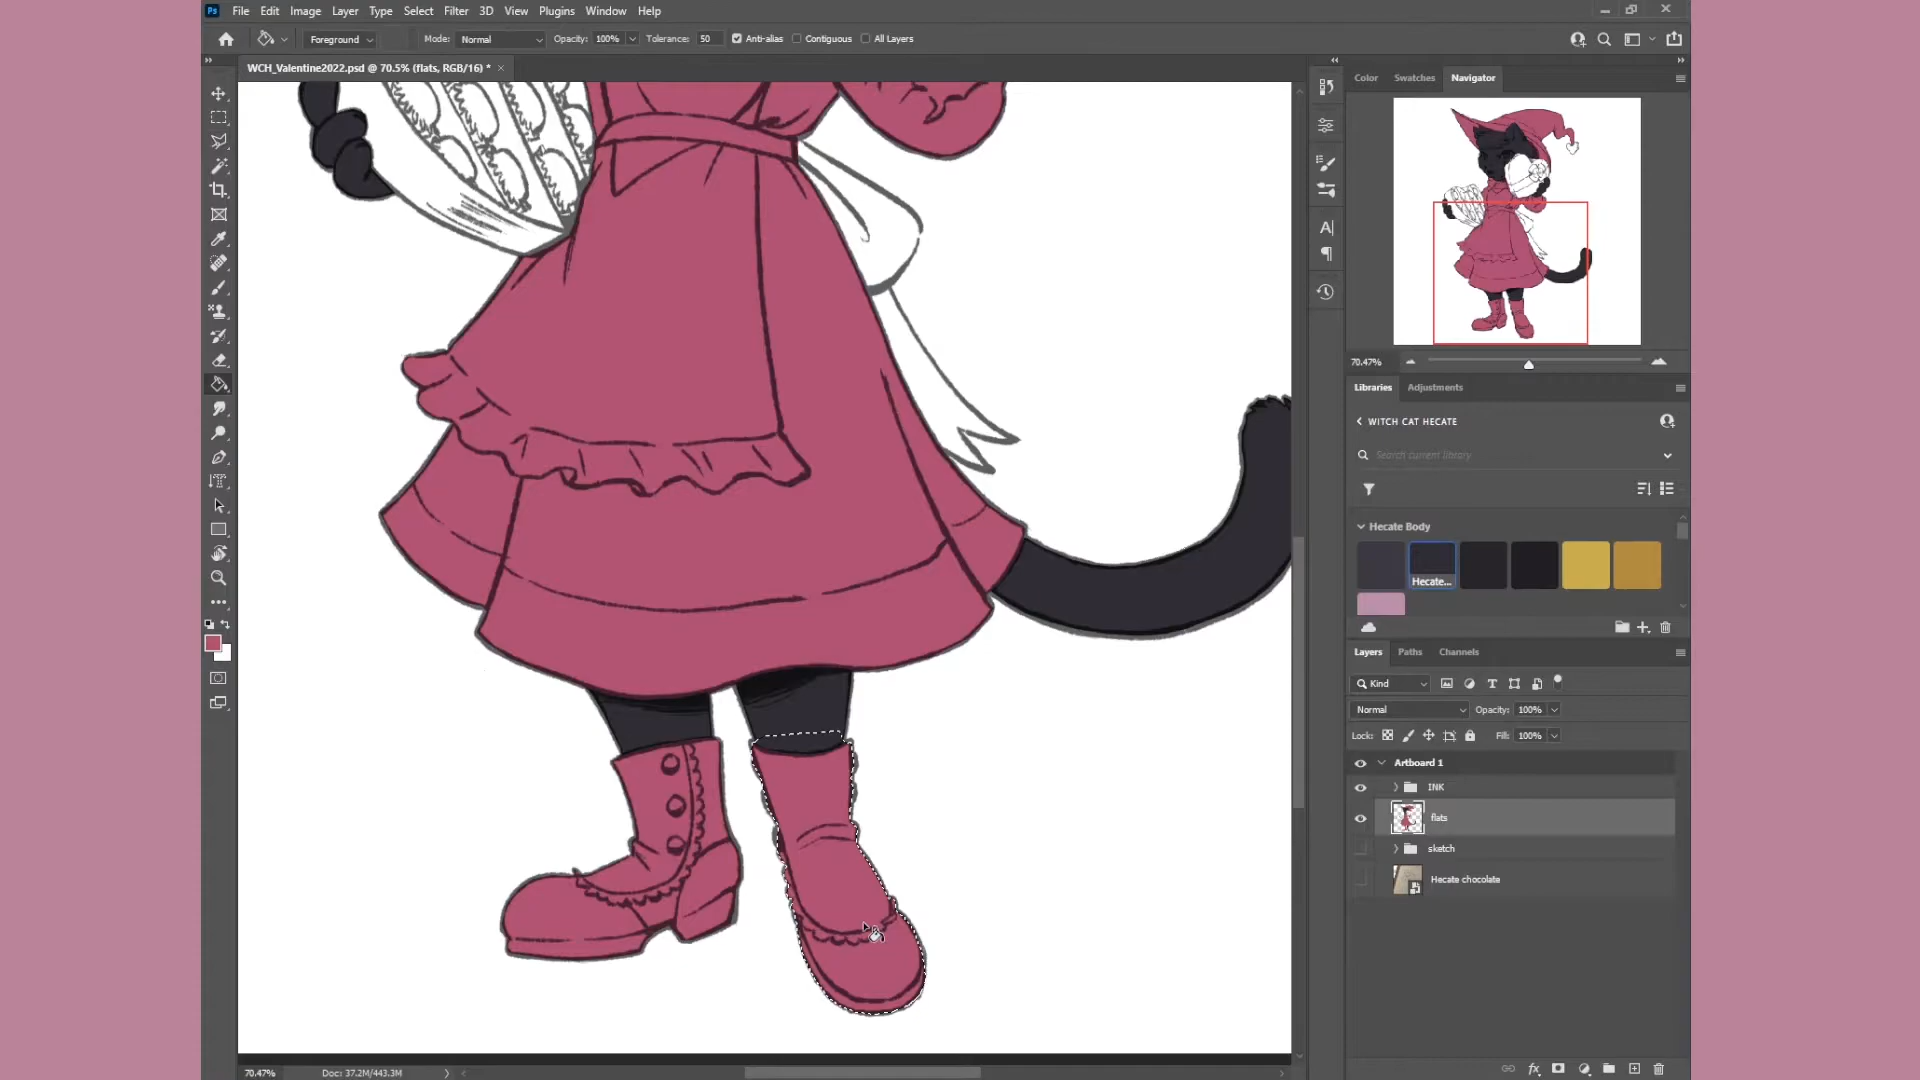 Ps File Edit Image Layer Type Select Filter 3D View Plugins Window Help
Foreground Mode: Normal Opacity: 100% Tolerance: 50 Anti-alias Contiguous All Layers
WCH_Valentine2022.psd @ 70.5% (flats, RGB/16) * ×
Color Swatches Navigator
70.47%
Libraries Adjustments
WITCH CAT HECATE
Search current library
Hecate Body
Hecate...
Layers Paths Channels
Kind
Normal Opacity: 100%
Lock: Fill: 100%
Artboard 1
INK
flats
sketch
Hecate chocolate
fx
70.47% Doc: 37.2M/443.3M